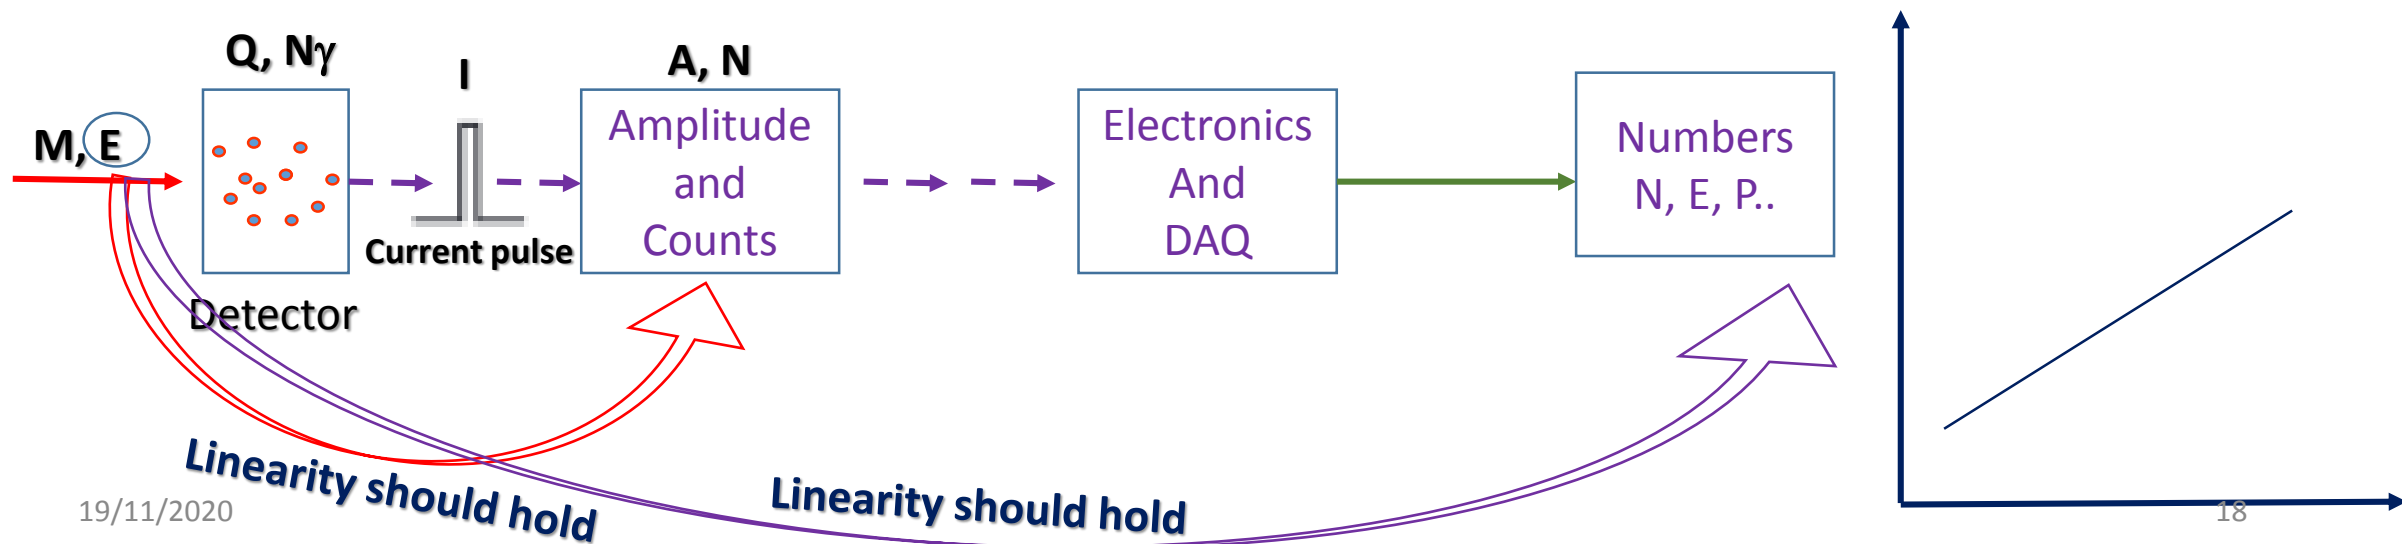 Q, Nγ
I
A, N
M, E
Amplitude
and
Counts
Electronics
And
DAQ
Numbers
N, E, P..
Current pulse
Detector
Linearity should hold
Linearity should hold
19/11/2020
18